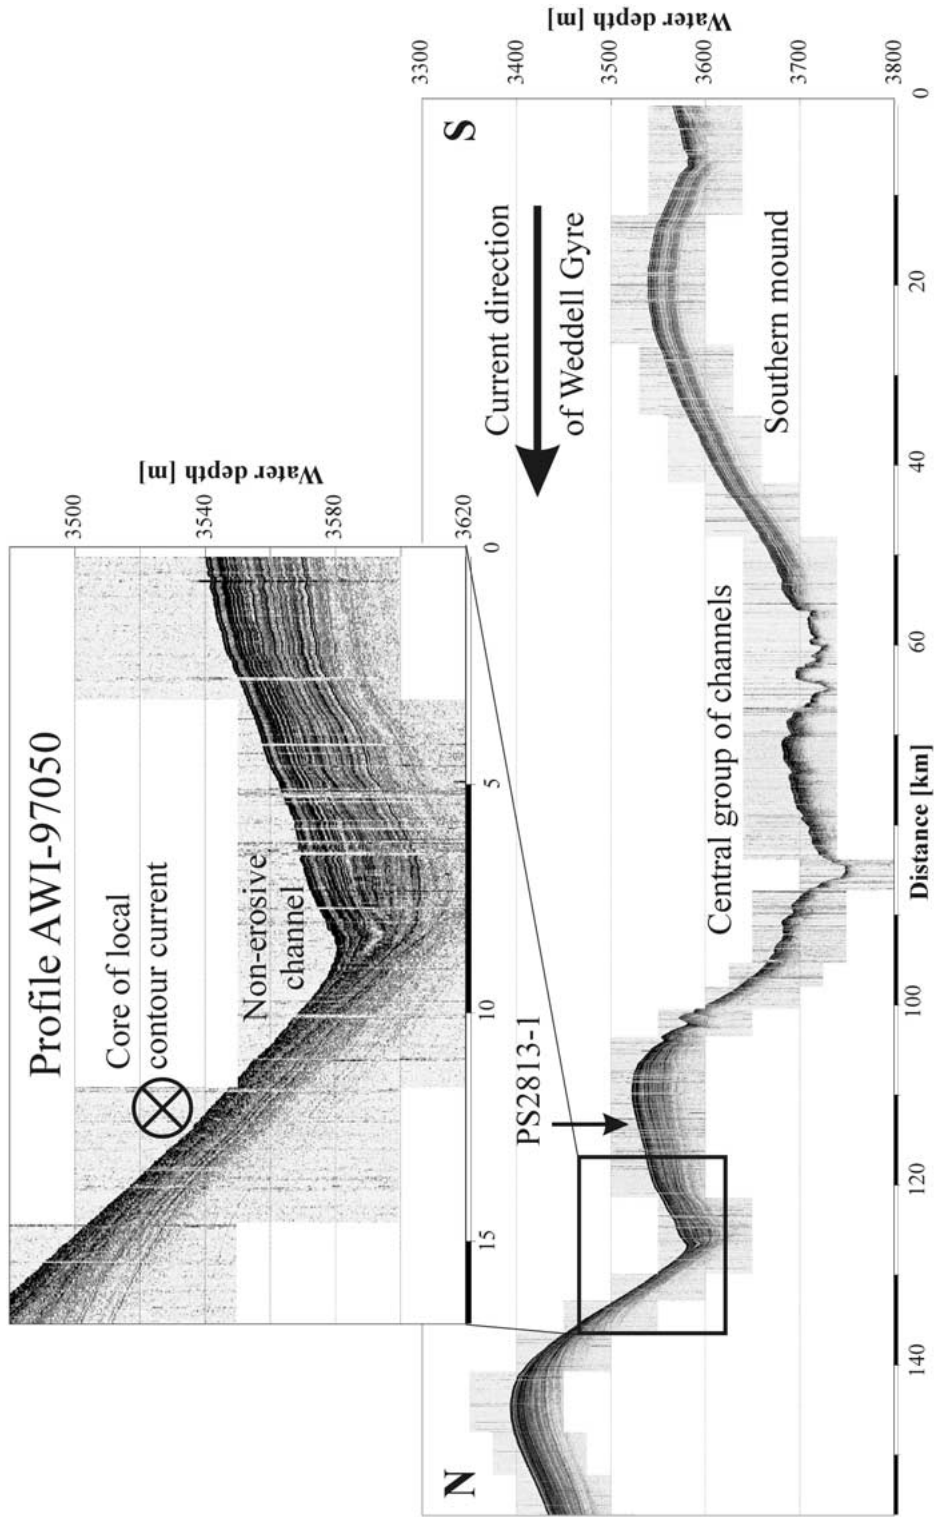 Profile AWI-97050
Core of local
contour current
Non-erosive
channel
Water depth [m]
3500
3540
3580
3620
0
5
10
15
N
S
PS2813-1
Current direction
of Weddell Gyre
Central group of channels
Southern mound
Water depth [m]
3300
3400
3500
3600
3700
3800
140
120
100
60
40
20
0
Distance [km]